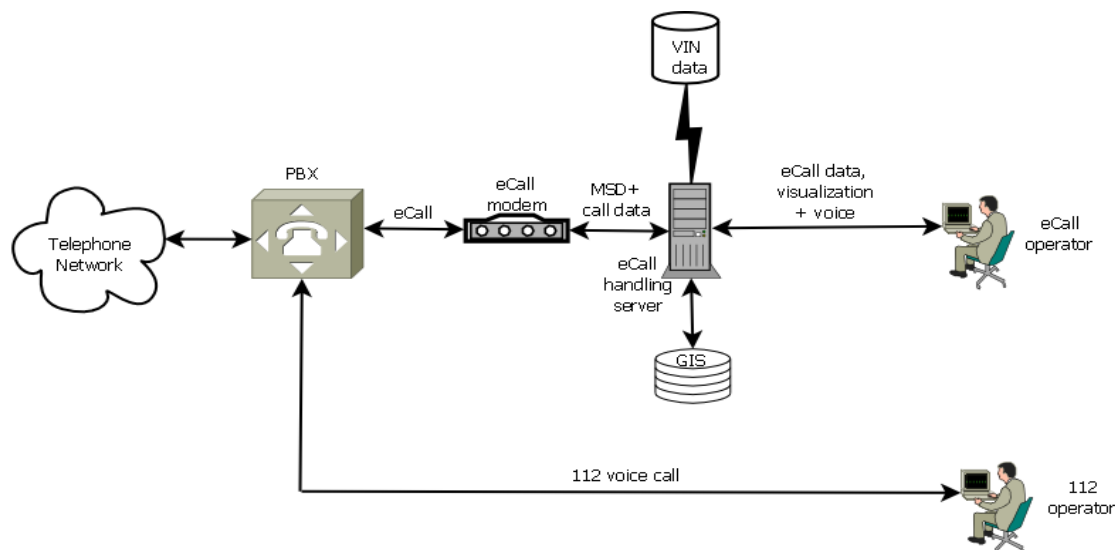 VIN
data
PBX
eCall
modem
MSD+
call data
eCall data,
visualization
+ voice
eCall
Telephone
Network
eCall
operator
eCall
handling
server
GIS
112 voice call
112
operator